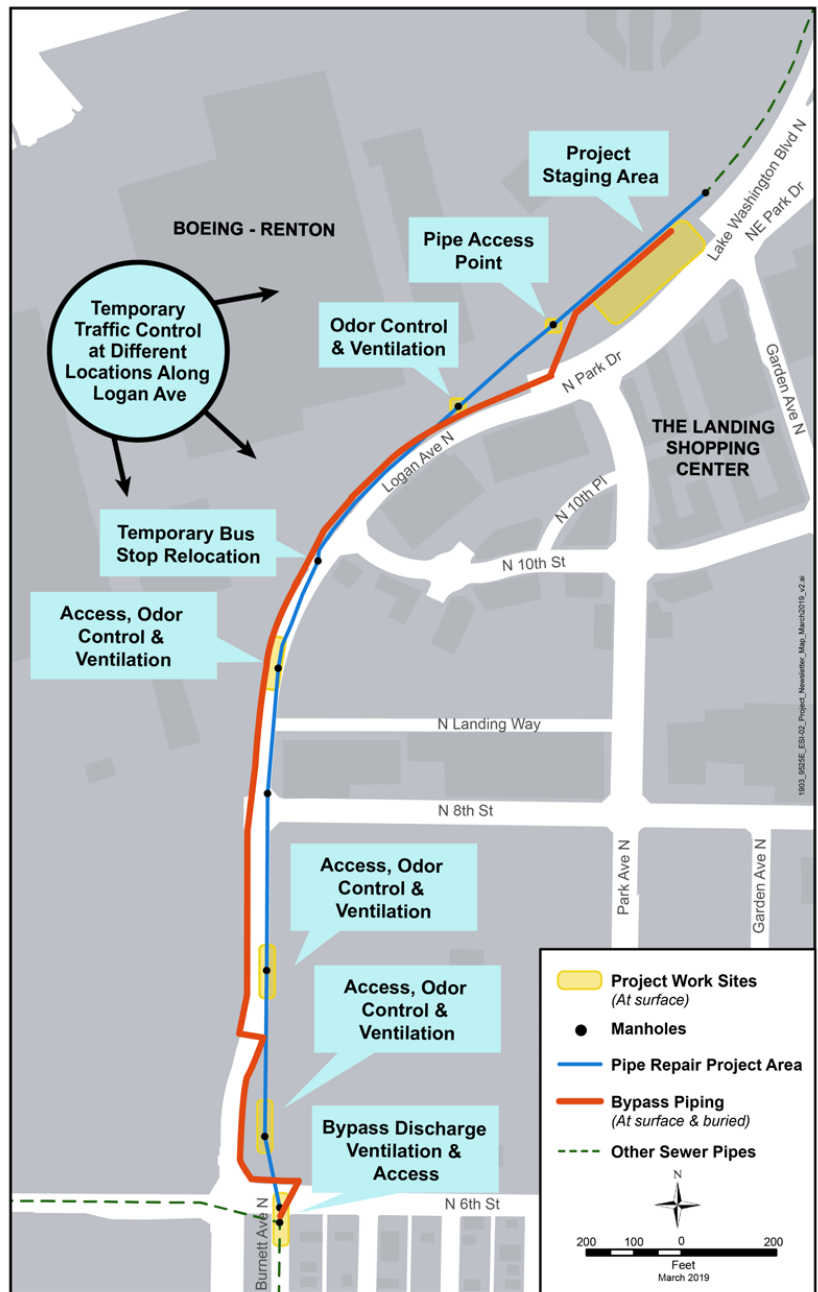 Project
Staging Area
Lake Washington Blvd N
NE Park Dr
BOEING - RENTON
Pipe Access
Point
Temporary
Traffic Control
at Different
Locations Along
Logan Ave
Odor Control
& Ventilation
N Park Dr
Garden Ave N
THE LANDING
SHOPPING
CENTER
Logan Ave N
N 10th Pl
Temporary Bus
Stop Relocation
N 10th St
Access, Odor
Control &
Ventilation
1903_9525E_ESI-02_Project_Newsletter_Map_March2019_v2.ai
N Landing Way
N 8th St
Access, Odor
Control &
Ventilation
Park Ave N
Garden Ave N
Access, Odor
Control &
Ventilation
Bypass Discharge
Ventilation &
Access
N 6th St
Burnett Ave N
Project Work Sites
(At surface)
Manholes
Pipe Repair Project Area
Bypass Piping
(At surface & buried)
Other Sewer Pipes
N
200 100 0 200
Feet
March 2019